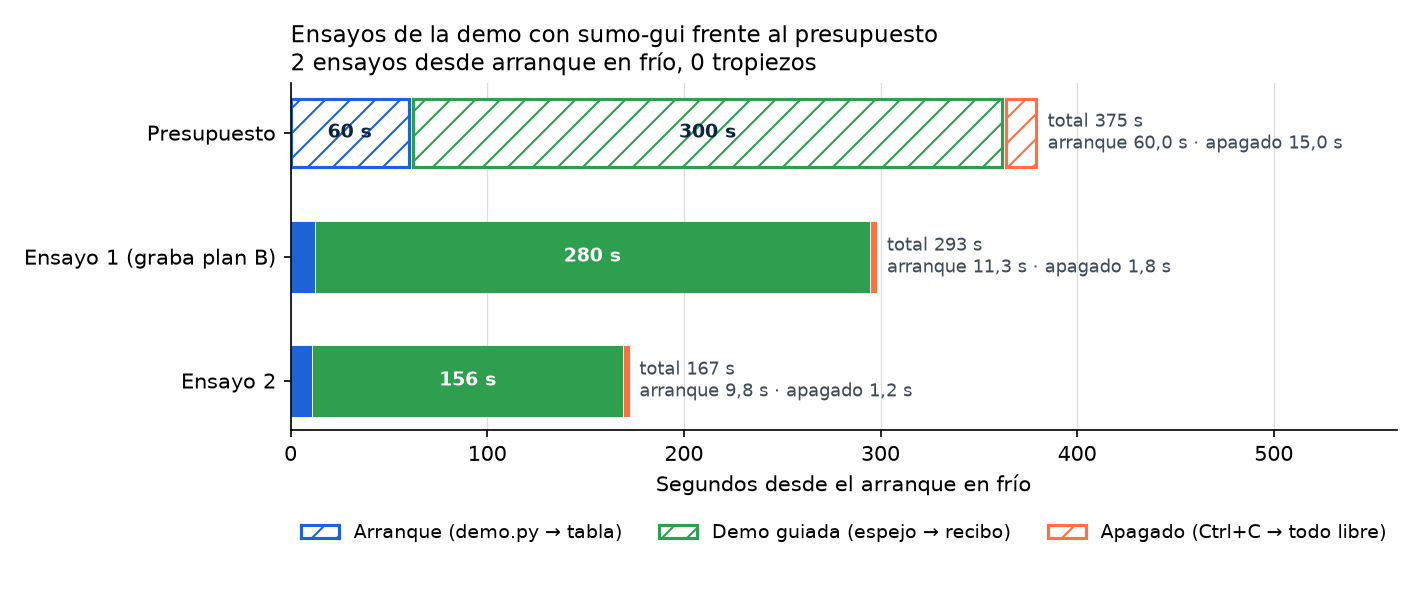 Ensayos de la demo con sumo-gui frente al presupuesto
2 ensayos desde arranque en frío, 0 tropiezos
Presupuesto
60 s
300 s
total 375 s
arranque 60,0 s · apagado 15,0 s
Ensayo 1 (graba plan B)
280 s
total 293 s
arranque 11,3 s · apagado 1,8 s
Ensayo 2
156 s
total 167 s
arranque 9,8 s · apagado 1,2 s
0 100 200 300 400 500
Segundos desde el arranque en frío
Arranque (demo.py → tabla) Demo guiada (espejo → recibo) Apagado (Ctrl+C → todo libre)